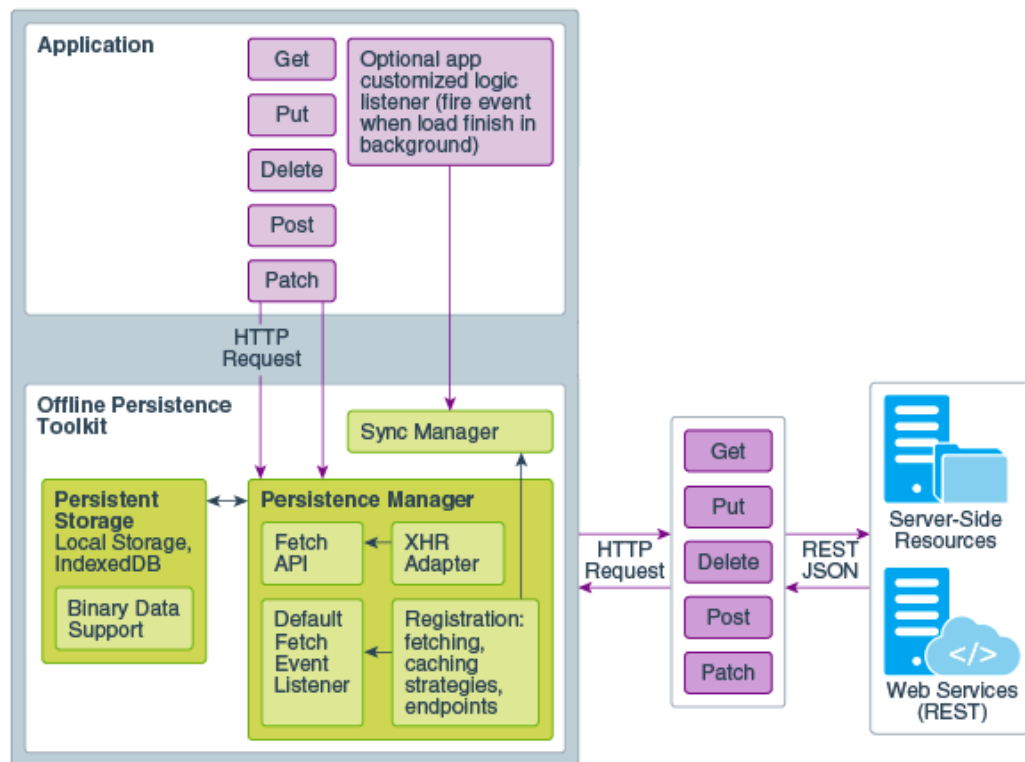 Application
Get
Put
Delete
Post
Patch
Optional app
customized logic
listener (fire event
when load finish in
background)
HTTP
Request
Offline Persistence
Toolkit
Sync Manager
Persistent
Storage
Local Storage,
IndexedDB
Binary Data
Support
Persistence Manager
Fetch
API
XHR
Adapter
Default
Fetch
Event
Listener
Registration:
fetching,
caching
strategies,
endpoints
HTTP
Request
Get
Put
Delete
Post
Patch
REST
JSON
Server-Side
Resources
</>
Web Services
(REST)